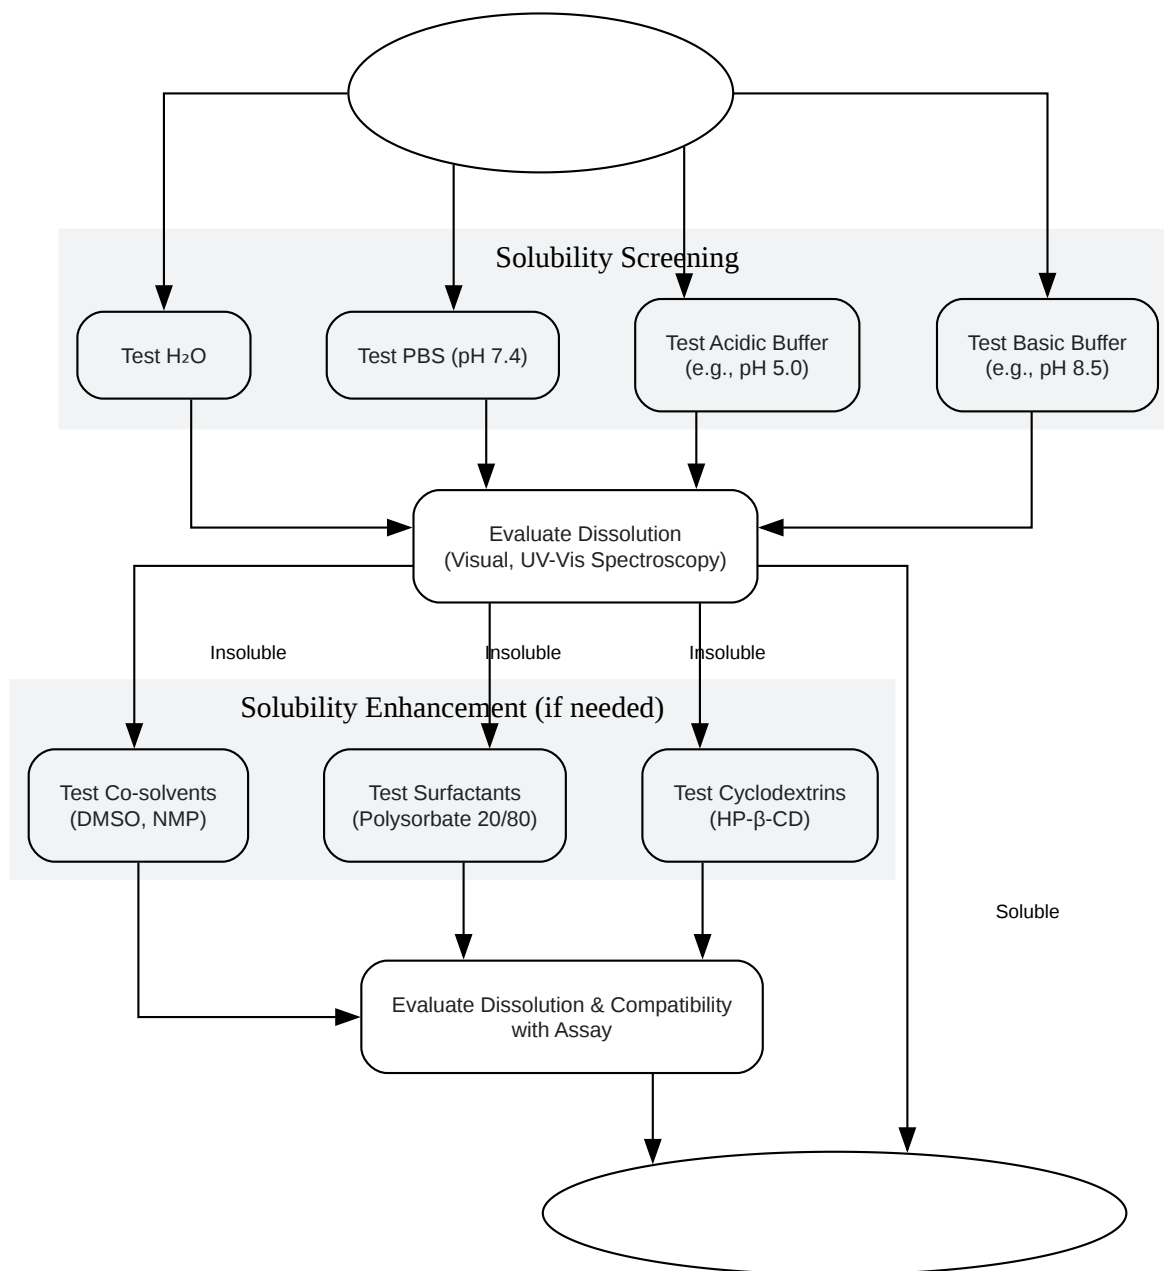 Solubility Screening
Test H₂O
Test PBS (pH 7.4)
Test Acidic Buffer
(e.g., pH 5.0)
Test Basic Buffer
(e.g., pH 8.5)
Evaluate Dissolution
(Visual, UV-Vis Spectroscopy)
Insoluble
Insoluble
Insoluble
Solubility Enhancement (if needed)
Test Co-solvents
(DMSO, NMP)
Test Surfactants
(Polysorbate 20/80)
Test Cyclodextrins
(HP-β-CD)
Soluble
Evaluate Dissolution & Compatibility
with Assay